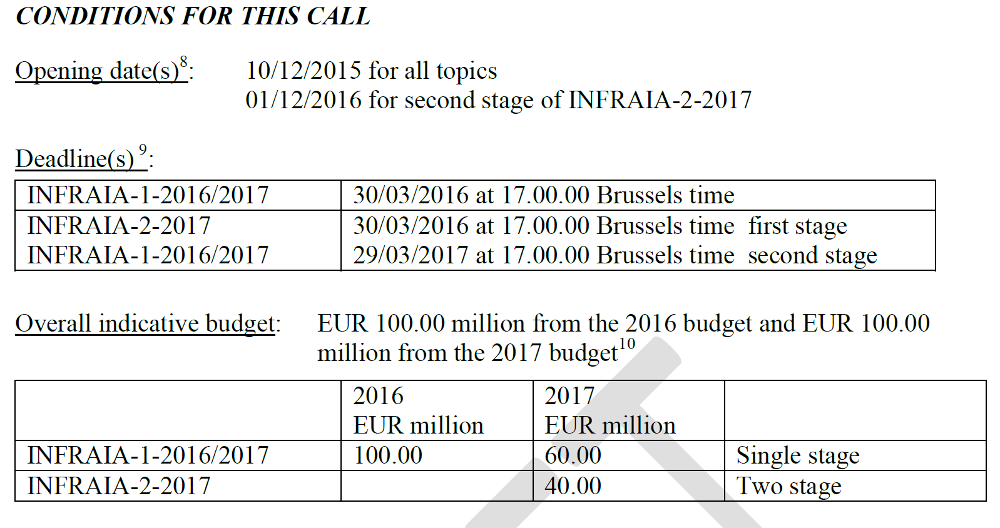 CONDITIONS FOR THIS CALL
Opening date(s)8: 10/12/2015 for all topics
01/12/2016 for second stage of INFRAIA-2-2017
Deadline(s) 9:
INFRAIA-1-2016/2017 30/03/2016 at 17.00.00 Brussels time
INFRAIA-2-2017 30/03/2016 at 17.00.00 Brussels time first stage
INFRAIA-1-2016/2017 29/03/2017 at 17.00.00 Brussels time second stage
Overall indicative budget: EUR 100.00 million from the 2016 budget and EUR 100.00
million from the 2017 budget10
2016 2017
EUR million EUR million
INFRAIA-1-2016/2017 100.00 60.00 Single stage
INFRAIA-2-2017 40.00 Two stage